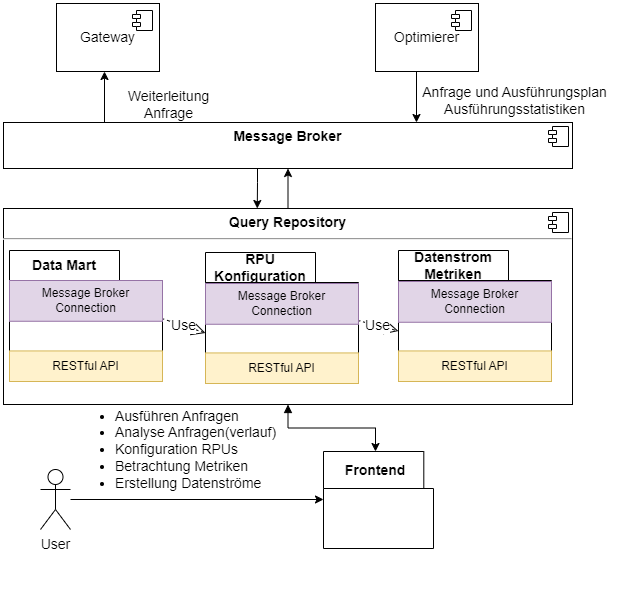 Gateway
Optimierer
Weiterleitung
Anfrage
Anfrage und Ausführungsplan
Ausführungsstatistiken
Message Broker
Query Repository
Data Mart
RPU
Konfiguration
Datenstrom
Metriken
Message Broker
Connection
Message Broker
Connection
Message Broker
Connection
Use
Use
RESTful API
RESTful API
RESTful API
• Ausführen Anfragen
• Analyse Anfragen(verlauf)
• Konfiguration RPUs
• Betrachtung Metriken
• Erstellung Datenströme
Frontend
User